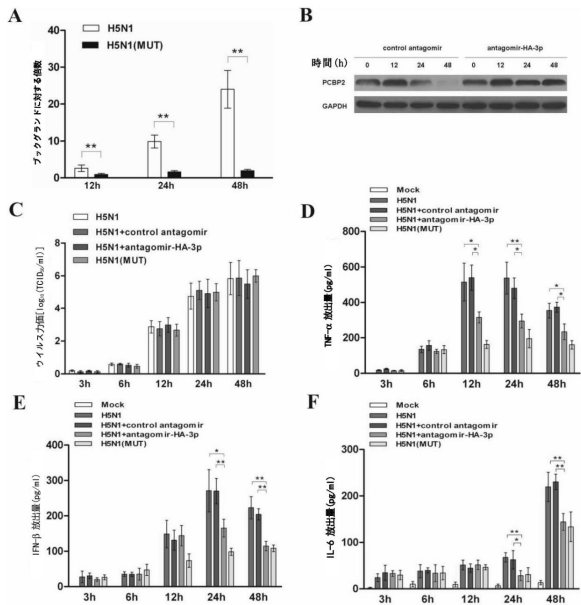 A
H5N1
H5N1(MUT)
ブックグランドに対する倍数
30
20
10
0
**
**
**
12h 24h 48h
B
control antagomir antagomir-HA-3p
時間(h) 0 12 24 48 0 12 24 48
PCBP2
GAPDH
C
H5N1
H5N1+control antagomir
H5N1+antagomir-HA-3p
H5N1(MUT)
ウイルス力価[log₁₀(TCID₅₀/ml)]
8
6
4
2
0
3h 6h 12h 24h 48h
D
Mock
H5N1
H5N1+control antagomir
H5N1+antagomir-HA-3p
H5N1(MUT)
TNF-α 放出量(pg/ml)
800
600
400
200
0
*
*
**
*
*
*
3h 6h 12h 24h 48h
E
Mock
H5N1
H5N1+control antagomir
H5N1+antagomir-HA-3p
H5N1(MUT)
IFN-β 放出量(pg/ml)
400
300
200
100
0
*
**
**
**
3h 6h 12h 24h 48h
F
Mock
H5N1
H5N1+control antagomir
H5N1+antagomir-HA-3p
H5N1(MUT)
IL-6 放出量(pg/ml)
300
200
100
0
**
*
**
**
3h 6h 12h 24h 48h